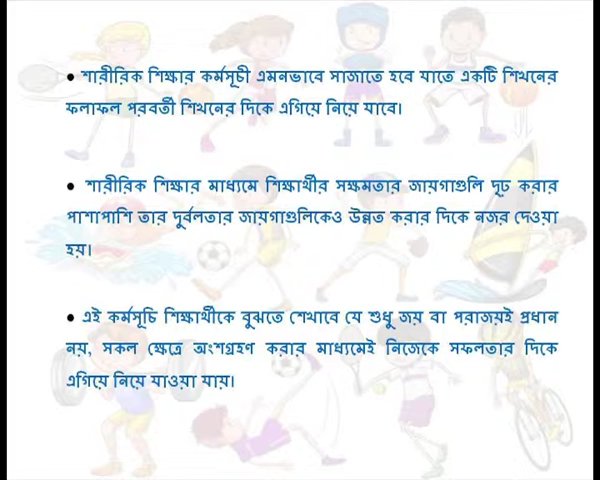 ● শারীরিক শিক্ষার কর্মসূচী এমনভাবে সাজাতে হবে যাতে একটি শিখনের
ফলাফল পরবর্তী শিখনের দিকে এগিয়ে নিয়ে যাবে।
● শারীরিক শিক্ষার মাধ্যমে শিক্ষার্থীর সক্ষমতার জায়গাগুলি দৃঢ় করার
পাশাপাশি তার দুর্বলতার জায়গাগুলিকেও উন্নত করার দিকে নজর দেওয়া
হয়।
● এই কর্মসূচি শিক্ষার্থীকে বুঝতে শেখাবে যে শুধু জয় বা পরাজয়ই প্রধান
নয়, সকল ক্ষেত্রে অংশগ্রহণ করার মাধ্যমেই নিজেকে সফলতার দিকে
এগিয়ে নিয়ে যাওয়া যায়।